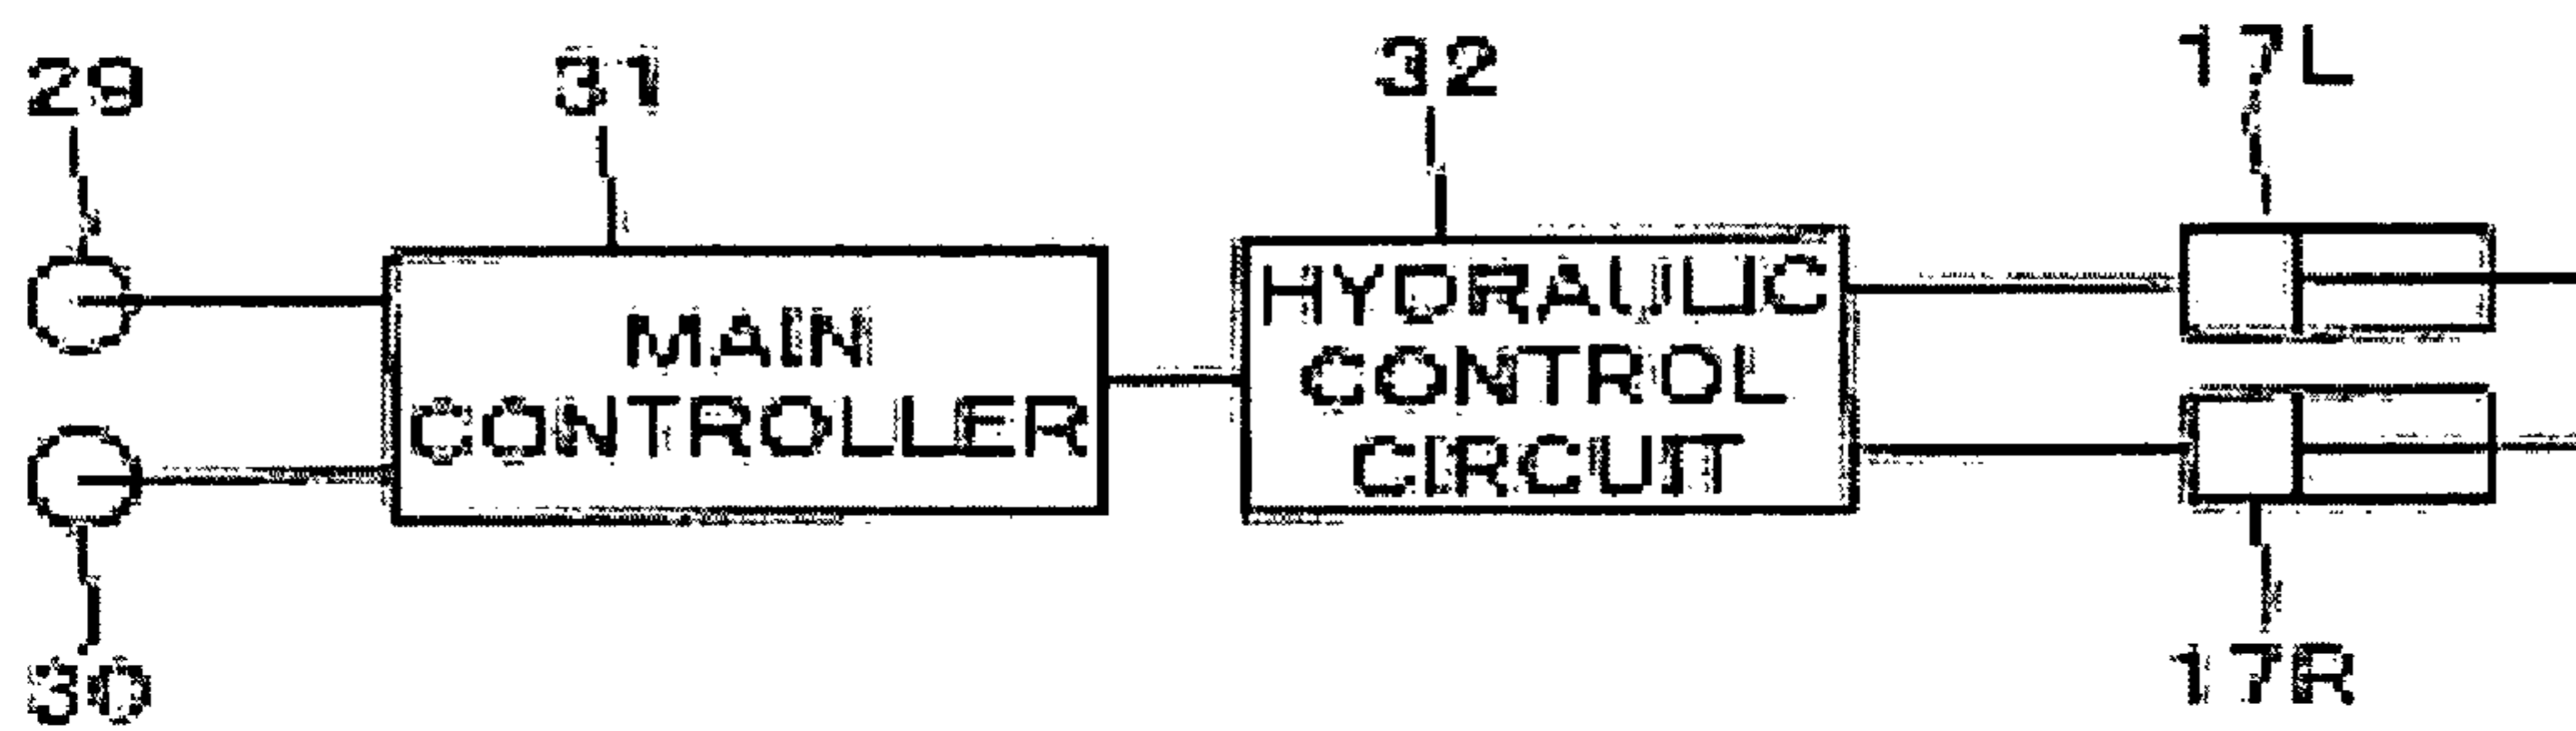 29
31
32
17L
MAIN
CONTROLLER
HYDRAULIC
CONTROL
CIRCUIT
30
17R